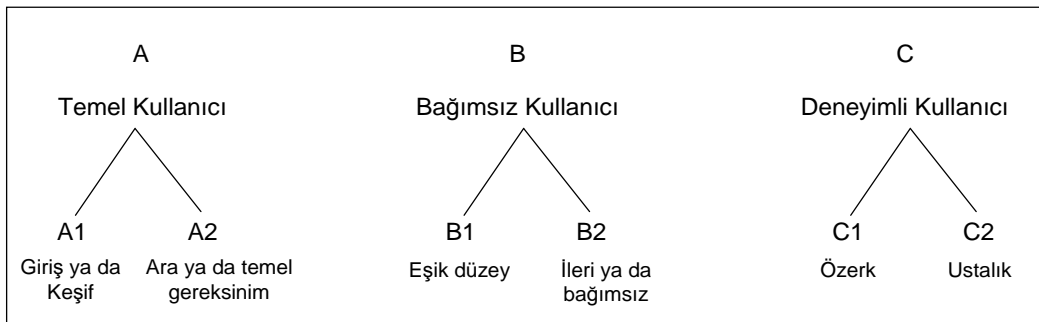 A B C
Temel Kullanıcı Bağımsız Kullanıcı Deneyimli Kullanıcı
A1 A2 B1 B2 C1 C2
Giriş ya da Ara ya da temel Eşik düzey İleri ya da Özerk Ustalık
Keşif gereksinim bağımsız